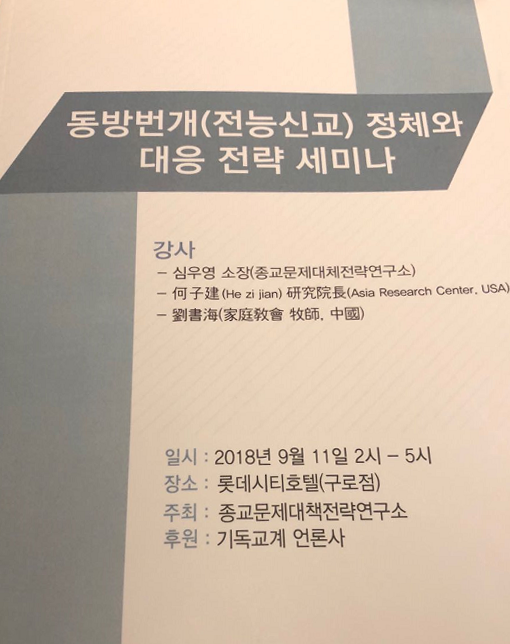 동방번개(전능신교) 정체와
대응 전략 세미나
강사
– 심우영 소장(종교문제대체전략연구소)
– 何子建(He zi jian) 研究院長(Asia Research Center, USA)
– 劉書海(家庭敎會 牧師, 中國)
일시 : 2018년 9월 11일 2시 – 5시
장소 : 롯데시티호텔(구로점)
주최 : 종교문제대책전략연구소
후원 : 기독교계 언론사